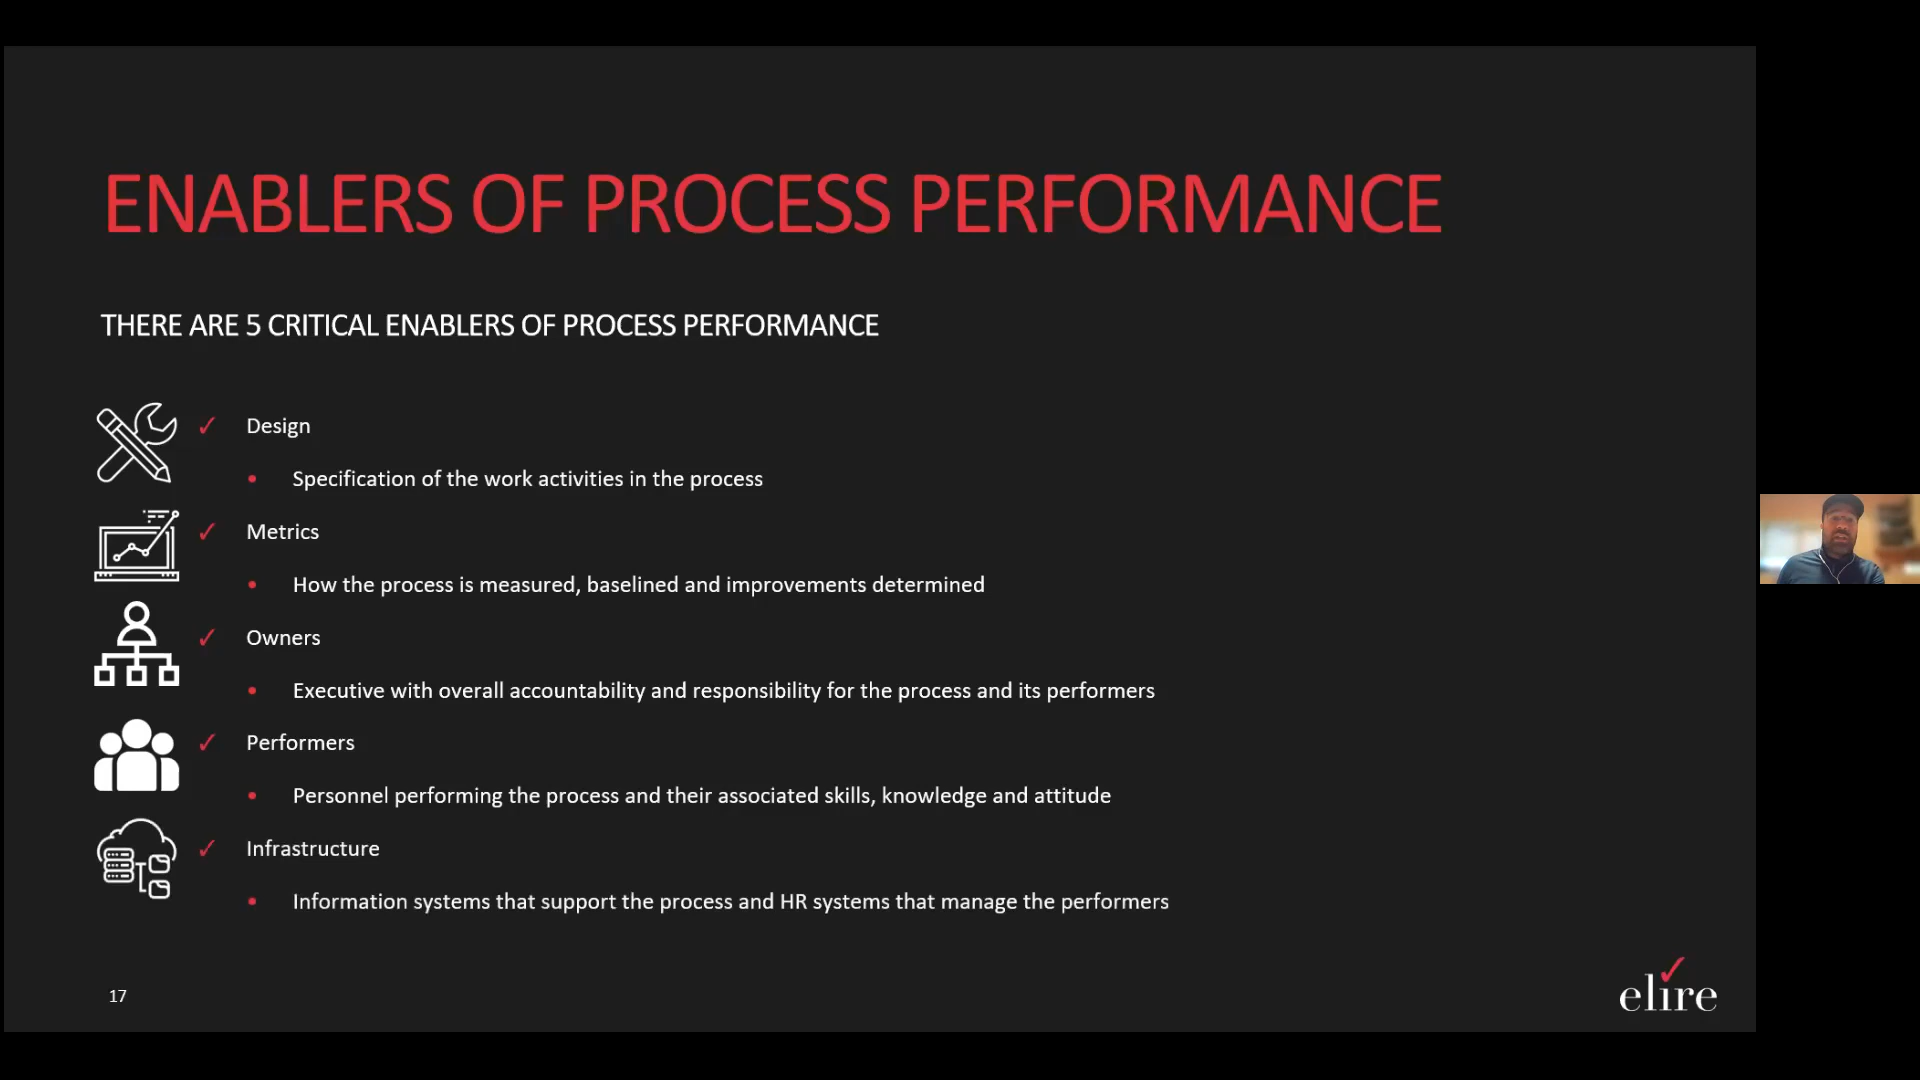 ENABLERS OF PROCESS PERFORMANCE
THERE ARE 5 CRITICAL ENABLERS OF PROCESS PERFORMANCE
✓ Design
• Specification of the work activities in the process
✓ Metrics
• How the process is measured, baselined and improvements determined
✓ Owners
• Executive with overall accountability and responsibility for the process and its performers
✓ Performers
• Personnel performing the process and their associated skills, knowledge and attitude
✓ Infrastructure
• Information systems that support the process and HR systems that manage the performers
17
elire